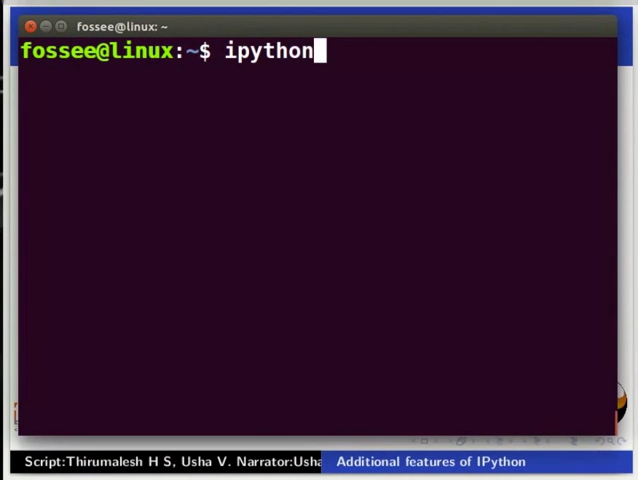 fossee@linux: ~
fossee@linux:~$ ipython
Script:Thirumalesh H S, Usha V. Narrator:Usha
Additional features of IPython